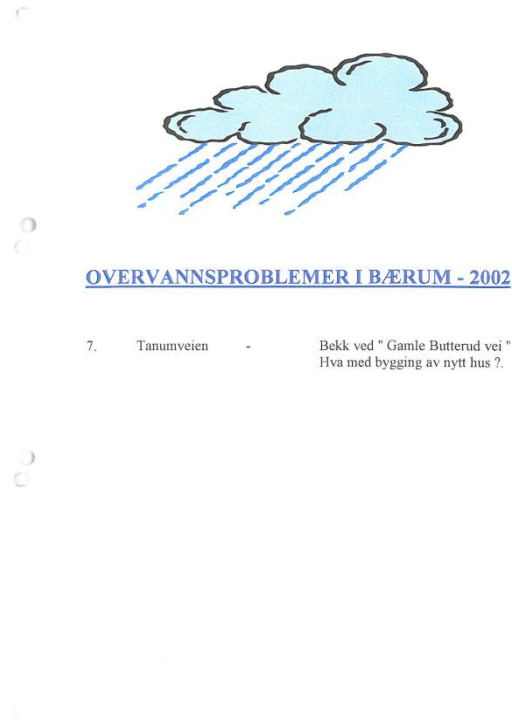 OVERVANNSPROBLEMER I BÆRUM - 2002
7. Tanumveien - Bekk ved " Gamle Butterud vei "
Hva med bygging av nytt hus ?.